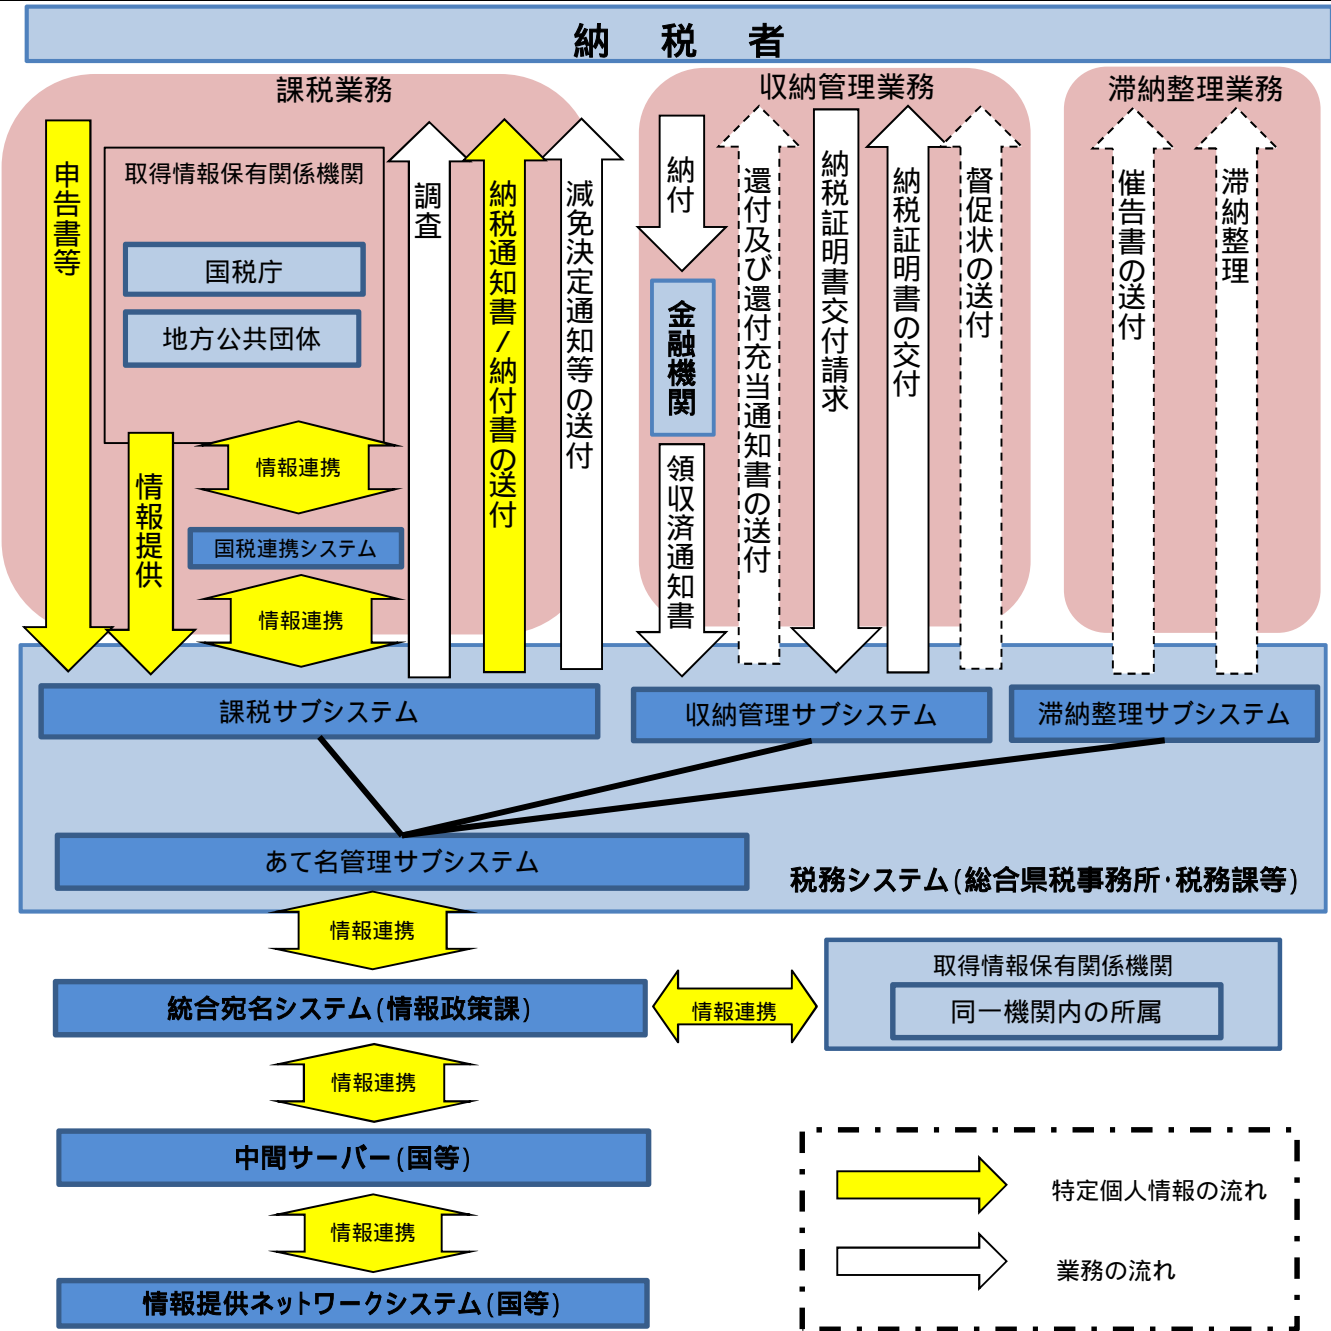 納 税 者
課税業務
収納管理業務
滞納整理業務
申告書等
取得情報保有関係機関
国税庁
地方公共団体
情報提供
情報連携
国税連携システム
情報連携
調査
納税通知書/納付書の送付
減免決定通知等の送付
納付
金融機関
領収済通知書
還付及び還付充当通知書の送付
納税証明書交付請求
納税証明書の交付
督促状の送付
催告書の送付
滞納整理
課税サブシステム
収納管理サブシステム
滞納整理サブシステム
あて名管理サブシステム
税務システム(総合県税事務所・税務課等)
情報連携
統合宛名システム(情報政策課)
情報連携
取得情報保有関係機関
同一機関内の所属
情報連携
中間サーバー(国等)
情報連携
情報提供ネットワークシステム(国等)
特定個人情報の流れ
業務の流れ